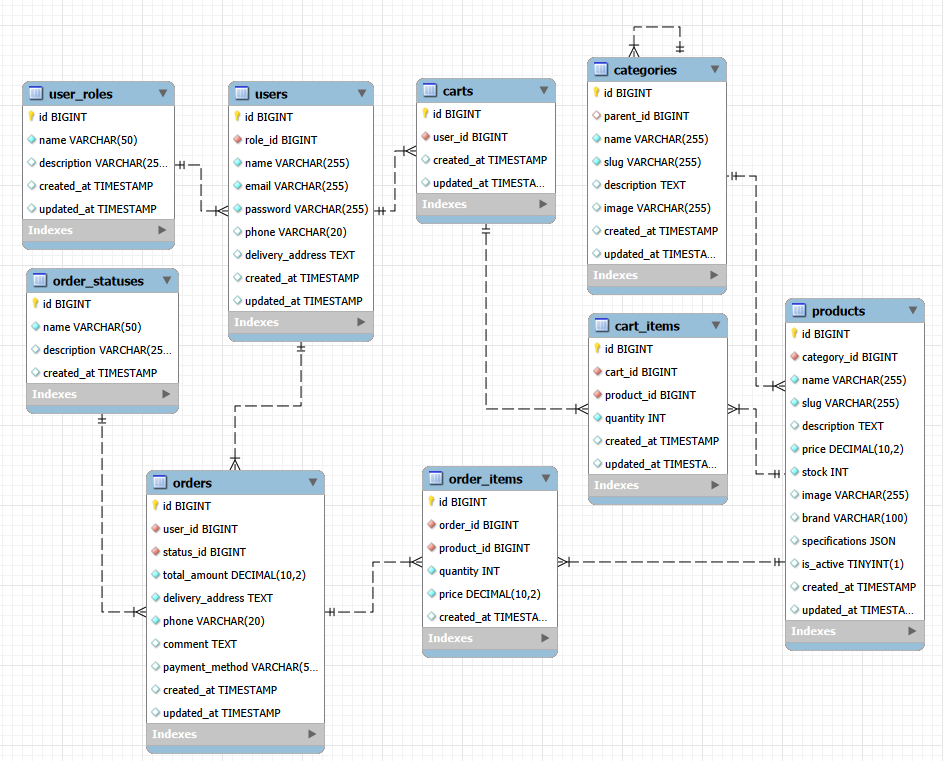 user_roles
id BIGINT
name VARCHAR(50)
description VARCHAR(25...
created_at TIMESTAMP
updated_at TIMESTAMP
Indexes
users
id BIGINT
role_id BIGINT
name VARCHAR(255)
email VARCHAR(255)
password VARCHAR(255)
phone VARCHAR(20)
delivery_address TEXT
created_at TIMESTAMP
updated_at TIMESTAMP
Indexes
carts
id BIGINT
user_id BIGINT
created_at TIMESTAMP
updated_at TIMESTA...
Indexes
categories
id BIGINT
parent_id BIGINT
name VARCHAR(255)
slug VARCHAR(255)
description TEXT
image VARCHAR(255)
created_at TIMESTAMP
updated_at TIMESTA...
Indexes
order_statuses
id BIGINT
name VARCHAR(50)
description VARCHAR(25...
created_at TIMESTAMP
Indexes
cart_items
id BIGINT
cart_id BIGINT
product_id BIGINT
quantity INT
created_at TIMESTAMP
updated_at TIMESTA...
Indexes
products
id BIGINT
category_id BIGINT
name VARCHAR(255)
slug VARCHAR(255)
description TEXT
price DECIMAL(10,2)
stock INT
image VARCHAR(255)
brand VARCHAR(100)
specifications JSON
is_active TINYINT(1)
created_at TIMESTAMP
updated_at TIMESTA...
Indexes
orders
id BIGINT
user_id BIGINT
status_id BIGINT
total_amount DECIMAL(10,2)
delivery_address TEXT
phone VARCHAR(20)
comment TEXT
payment_method VARCHAR(5...
created_at TIMESTAMP
updated_at TIMESTAMP
Indexes
order_items
id BIGINT
order_id BIGINT
product_id BIGINT
quantity INT
price DECIMAL(10,2)
created_at TIMESTA...
Indexes